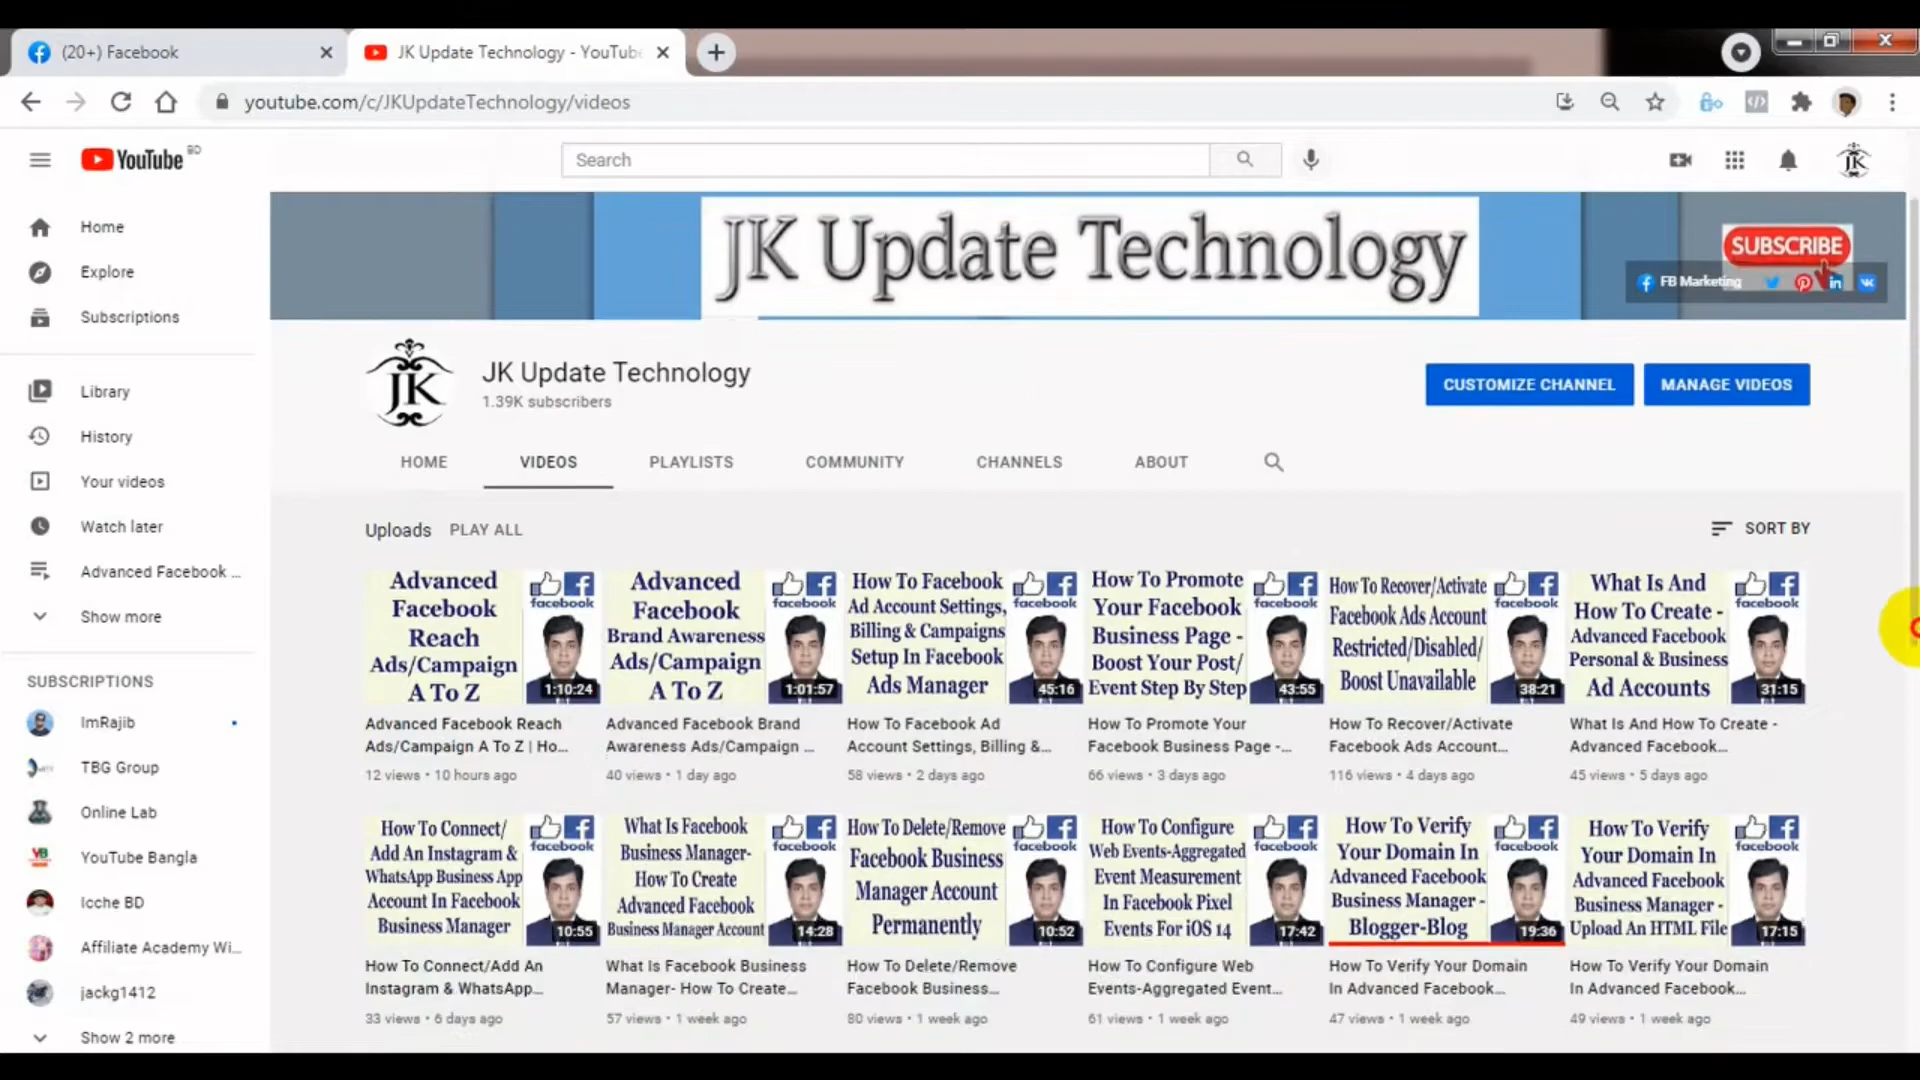 (20+) Facebook
JK Update Technology - YouTube
youtube.com/c/JKUpdateTechnology/videos
YouTube BD
Search
JK
Home
Explore
Subscriptions
Library
History
Your videos
Watch later
Advanced Facebook ...
Show more
SUBSCRIPTIONS
ImRajib
TBG Group
Online Lab
YouTube Bangla
Icche BD
Affiliate Academy Wi...
jackg1412
Show 2 more
JK Update Technology
SUBSCRIBE
FB Marketing
JK
JK Update Technology
1.39K subscribers
CUSTOMIZE CHANNEL
MANAGE VIDEOS
HOME
VIDEOS
PLAYLISTS
COMMUNITY
CHANNELS
ABOUT
Uploads
PLAY ALL
SORT BY
Advanced
Facebook
Reach
Ads/Campaign
A To Z
facebook
1:10:24
Advanced Facebook Reach
Ads/Campaign A To Z | Ho...
12 views • 10 hours ago
Advanced
Facebook
Brand Awareness
Ads/Campaign
A To Z
facebook
1:01:57
Advanced Facebook Brand
Awareness Ads/Campaign ...
40 views • 1 day ago
How To Facebook
Ad Account Settings,
Billing & Campaigns
Setup In Facebook
Ads Manager
facebook
45:16
How To Facebook Ad
Account Settings, Billing &...
58 views • 2 days ago
How To Promote
Your Facebook
Business Page -
Boost Your Post/
Event Step By Step
facebook
43:55
How To Promote Your
Facebook Business Page -...
66 views • 3 days ago
How To Recover/Activate
Facebook Ads Account
Restricted/Disabled/
Boost Unavailable
facebook
38:21
How To Recover/Activate
Facebook Ads Account...
116 views • 4 days ago
What Is And
How To Create -
Advanced Facebook
Personal & Business
Ad Accounts
facebook
31:15
What Is And How To Create -
Advanced Facebook...
45 views • 5 days ago
How To Connect/
Add An Instagram &
WhatsApp Business App
Account In Facebook
Business Manager
facebook
10:55
How To Connect/Add An
Instagram & WhatsApp...
33 views • 6 days ago
What Is Facebook
Business Manager-
How To Create
Advanced Facebook
Business Manager Account
facebook
14:28
What Is Facebook Business
Manager- How To Create...
57 views • 1 week ago
How To Delete/Remove
Facebook Business
Manager Account
Permanently
facebook
10:52
How To Delete/Remove
Facebook Business...
80 views • 1 week ago
How To Configure
Web Events-Aggregated
Event Measurement
In Facebook Pixel
Events For iOS 14
facebook
17:42
How To Configure Web
Events-Aggregated Event...
61 views • 1 week ago
How To Verify
Your Domain In
Advanced Facebook
Business Manager -
Blogger-Blog
facebook
19:36
How To Verify Your Domain
In Advanced Facebook...
47 views • 1 week ago
How To Verify
Your Domain In
Advanced Facebook
Business Manager -
Upload An HTML File
facebook
17:15
How To Verify Your Domain
In Advanced Facebook...
49 views • 1 week ago